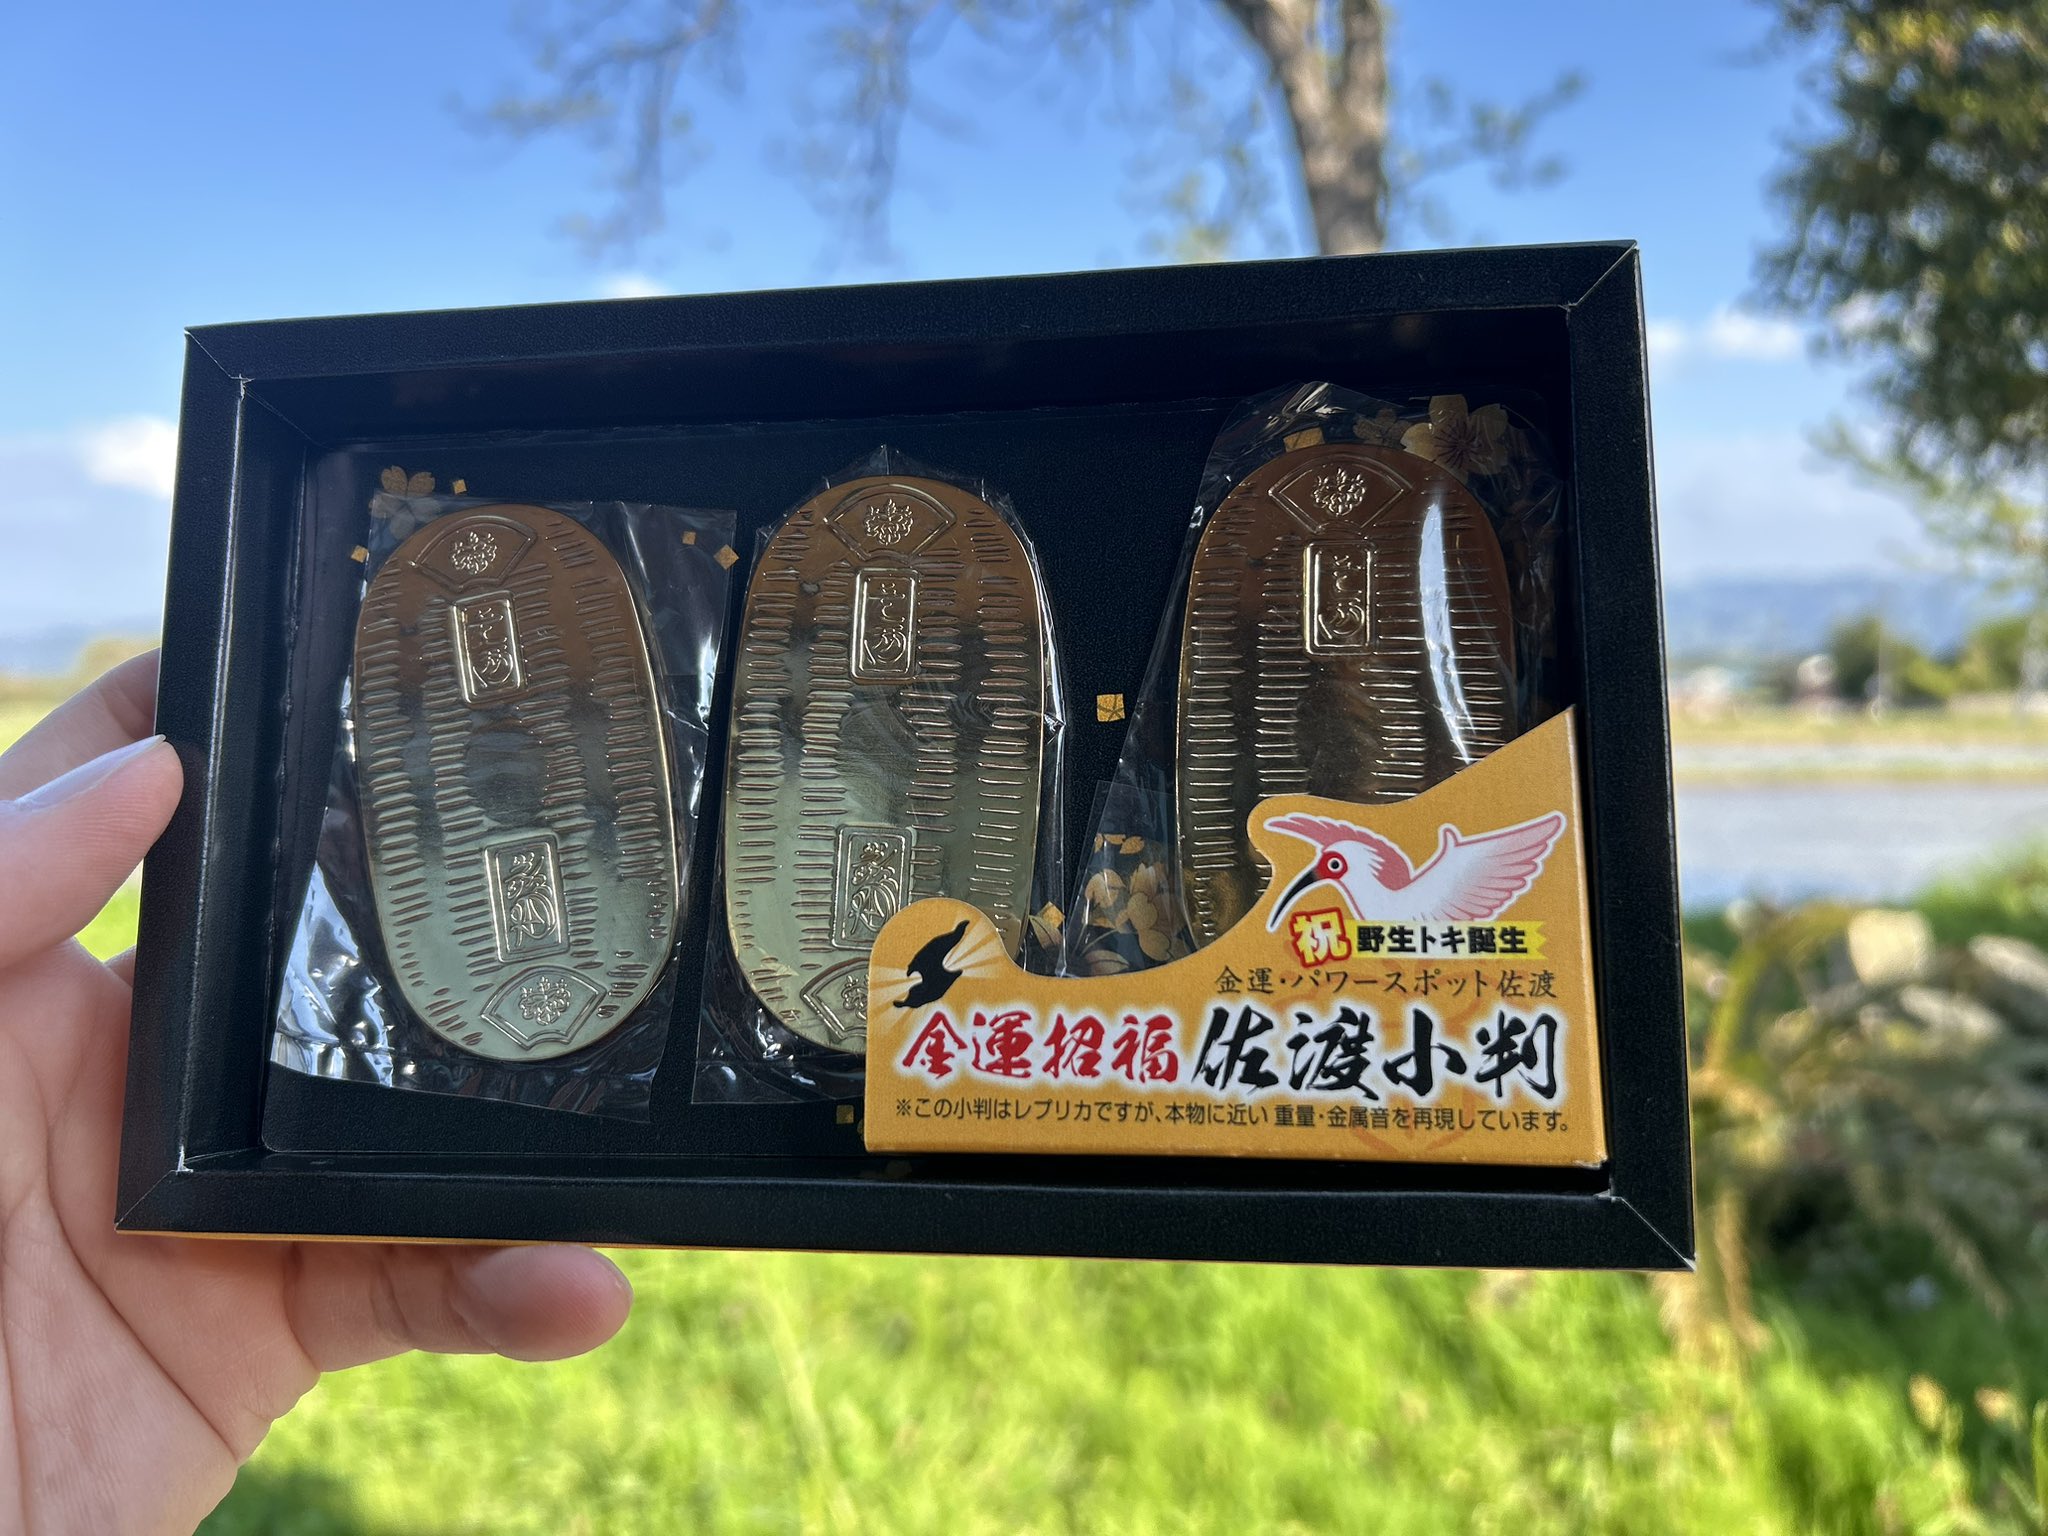 祝 野生トキ誕生
金運・パワースポット佐渡
金運招福 佐渡小判
※この小判はレプリカですが、本物に近い 重量・金属音を再現しています。